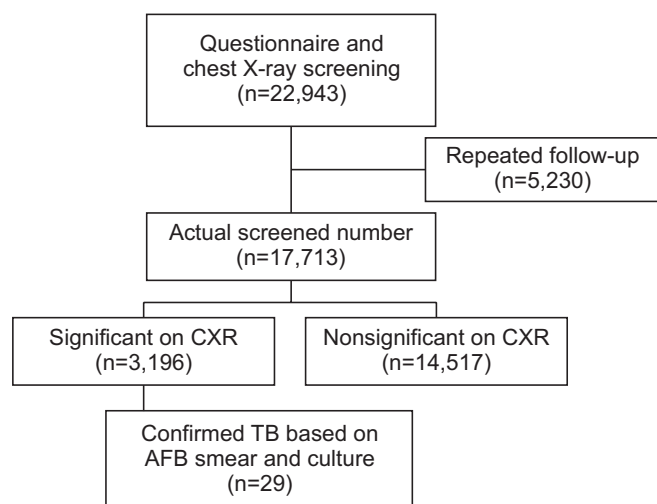 Questionnaire and
chest X-ray screening
(n=22,943)
Repeated follow-up
(n=5,230)
Actual screened number
(n=17,713)
Significant on CXR
(n=3,196)
Nonsignificant on CXR
(n=14,517)
Confirmed TB based on
AFB smear and culture
(n=29)